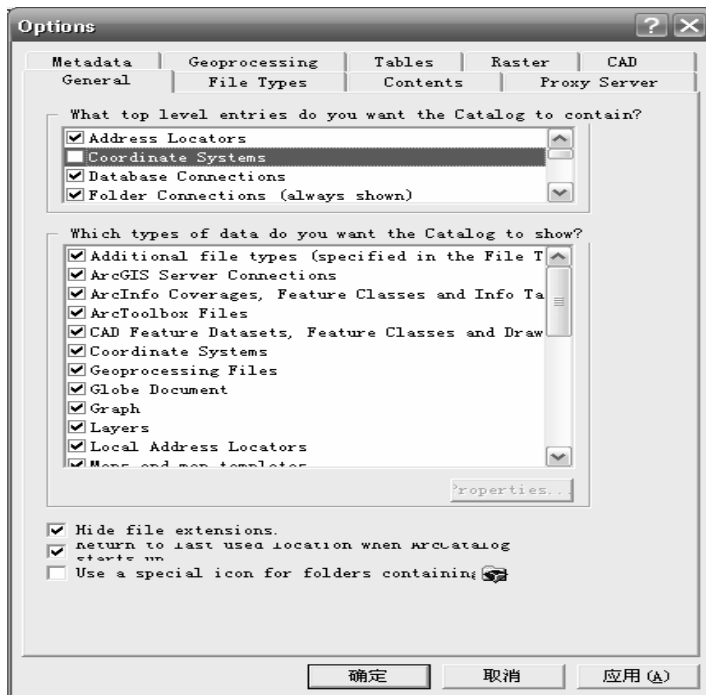 Options
Metadata Geoprocessing Tables Raster CAD
General File Types Contents Proxy Server
What top level entries do you want the Catalog to contain?
Address Locators
Coordinate Systems
Database Connections
Folder Connections (always shown)
Which types of data do you want the Catalog to show?
Additional file types (specified in the File T
ArcGIS Server Connections
ArcInfo Coverages, Feature Classes and Info Ta
ArcToolbox Files
CAD Feature Datasets, Feature Classes and Draw
Coordinate Systems
Geoprocessing Files
Globe Document
Graph
Layers
Local Address Locators
Maps and map templates
Properties...
Hide file extensions.
Return to last used location when ArcCatalog
starts up
Use a special icon for folders containing
确定 取消 应用(A)